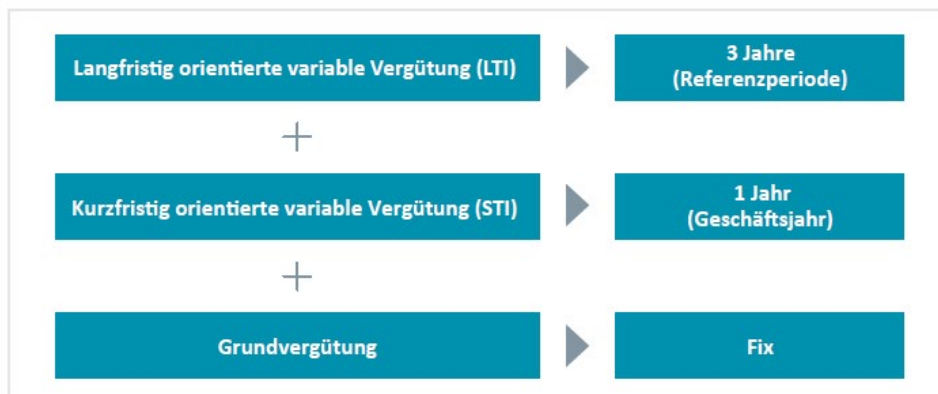 Langfristig orientierte variable Vergütung (LTI)
3 Jahre
(Referenzperiode)
+
Kurzfristig orientierte variable Vergütung (STI)
1 Jahr
(Geschäftsjahr)
+
Grundvergütung
Fix